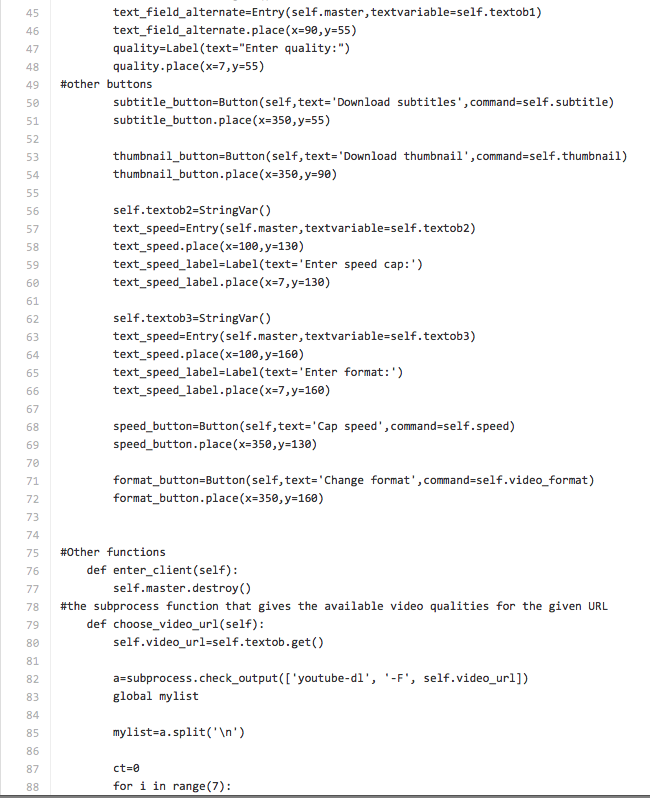 45 text_field_alternate=Entry(self.master,textvariable=self.textob1)
46 text_field_alternate.place(x=90,y=55)
47 quality=Label(text="Enter quality:")
48 quality.place(x=7,y=55)
49 #other buttons
50 subtitle_button=Button(self,text='Download subtitles',command=self.subtitle)
51 subtitle_button.place(x=350,y=55)
52
53 thumbnail_button=Button(self,text='Download thumbnail',command=self.thumbnail)
54 thumbnail_button.place(x=350,y=90)
55
56 self.textob2=StringVar()
57 text_speed=Entry(self.master,textvariable=self.textob2)
58 text_speed.place(x=100,y=130)
59 text_speed_label=Label(text='Enter speed cap:')
60 text_speed_label.place(x=7,y=130)
61
62 self.textob3=StringVar()
63 text_speed=Entry(self.master,textvariable=self.textob3)
64 text_speed.place(x=100,y=160)
65 text_speed_label=Label(text='Enter format:')
66 text_speed_label.place(x=7,y=160)
67
68 speed_button=Button(self,text='Cap speed',command=self.speed)
69 speed_button.place(x=350,y=130)
70
71 format_button=Button(self,text='Change format',command=self.video_format)
72 format_button.place(x=350,y=160)
73
74
75 #Other functions
76 def enter_client(self):
77 self.master.destroy()
78 #the subprocess function that gives the available video qualities for the given URL
79 def choose_video_url(self):
80 self.video_url=self.textob.get()
81
82 a=subprocess.check_output(['youtube-dl', '-F', self.video_url])
83 global mylist
84
85 mylist=a.split('\n')
86
87 ct=0
88 for i in range(7):